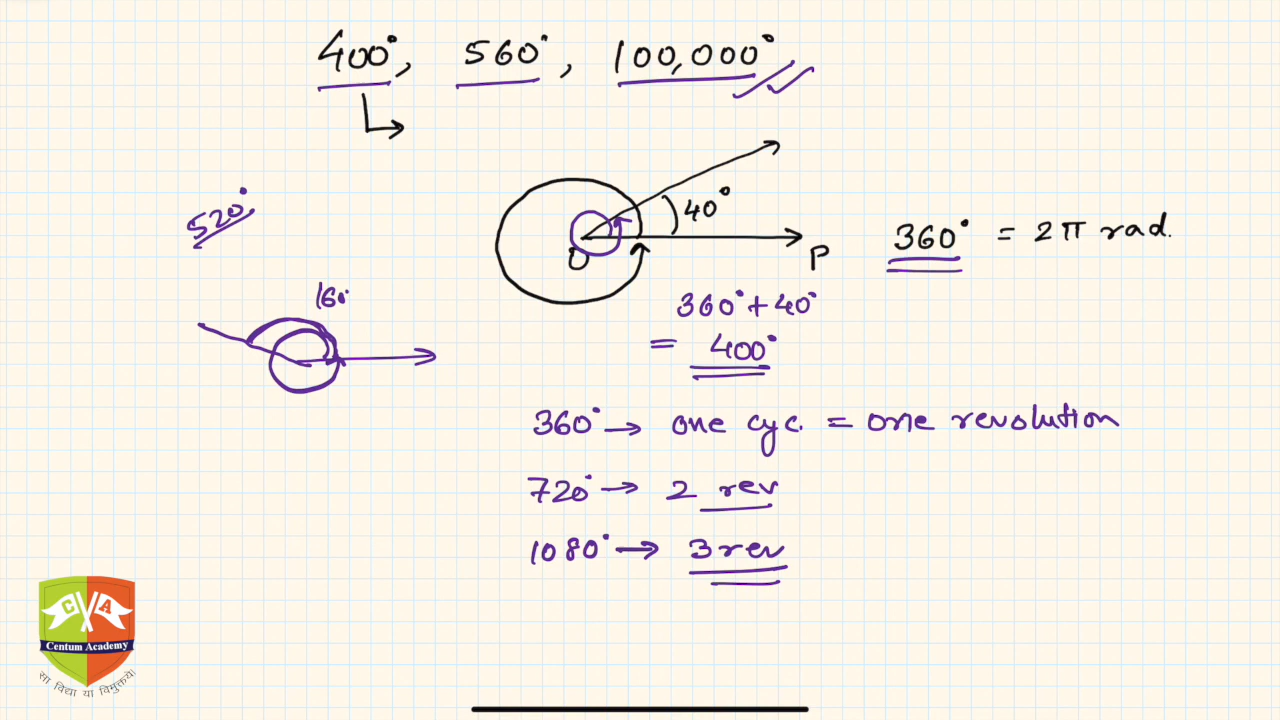 400°, 560°, 100,000°
520°
40°
360° = 2π rad.
O
P
160°
360° + 40°
= 400°
360° → one cyc. = one revolution
720° → 2 rev
1080° → 3 rev
C A
Centum Academy
सा विद्या या विमुक्तये।